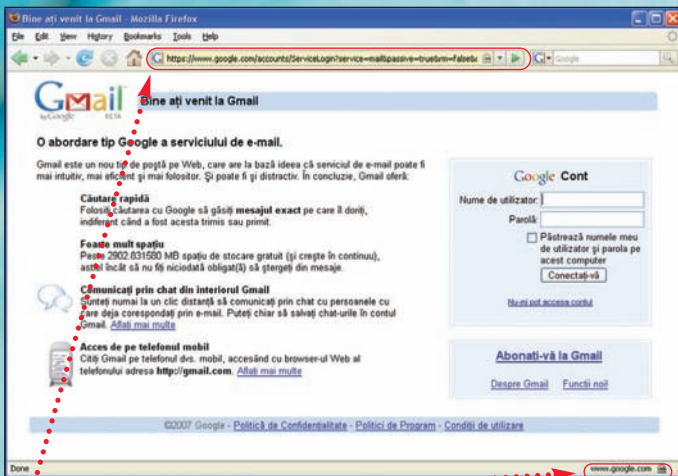 Bine ați venit la Gmail - Mozilla Firefox
File Edit View History Bookmarks Tools Help
https://www.google.com/accounts/ServiceLogin?service=mail&passive=true&rm=false&c
Google
Gmail
by Google BETA
Bine ați venit la Gmail
O abordare tip Google a serviciului de e-mail.
Gmail este un nou tip de poștă pe Web, care are la bază ideea că serviciul de e-mail poate fi
mai intuitiv, mai eficient și mai folositor. Și poate fi și distractiv. În concluzie, Gmail oferă:
Căutare rapidă
Folosiți căutarea cu Google să găsiți mesajul exact pe care îl doriți,
indiferent când a fost acesta trimis sau primit.
Foarte mult spațiu
Peste 2902.831580 MB spațiu de stocare gratuit (și crește în continuu),
astfel încât să nu fiți niciodată obligat(ă) să ștergeți din mesaje.
Comunicați prin chat din interiorul Gmail
Sunteți numai la un clic distanță să comunicați prin chat cu persoanele cu
care deja corespondați prin e-mail. Puteți chiar să salvați chat-urile în contul
Gmail. Aflați mai multe
Acces de pe telefonul mobil
Citiți Gmail pe telefonul dvs. mobil, accesând cu browser-ul Web al
telefonului adresa http://gmail.com. Aflați mai multe
Google Cont
Nume de utilizator:
Parolă:
Păstrează numele meu
de utilizator și parola pe
acest computer
Conectați-vă
Nu-mi pot accesa contul
Abonati-vă la Gmail
Despre Gmail Functii noi!
©2007 Google - Politică de Confidențialitate - Politici de Program - Condiții de utilizare
Done
www.google.com